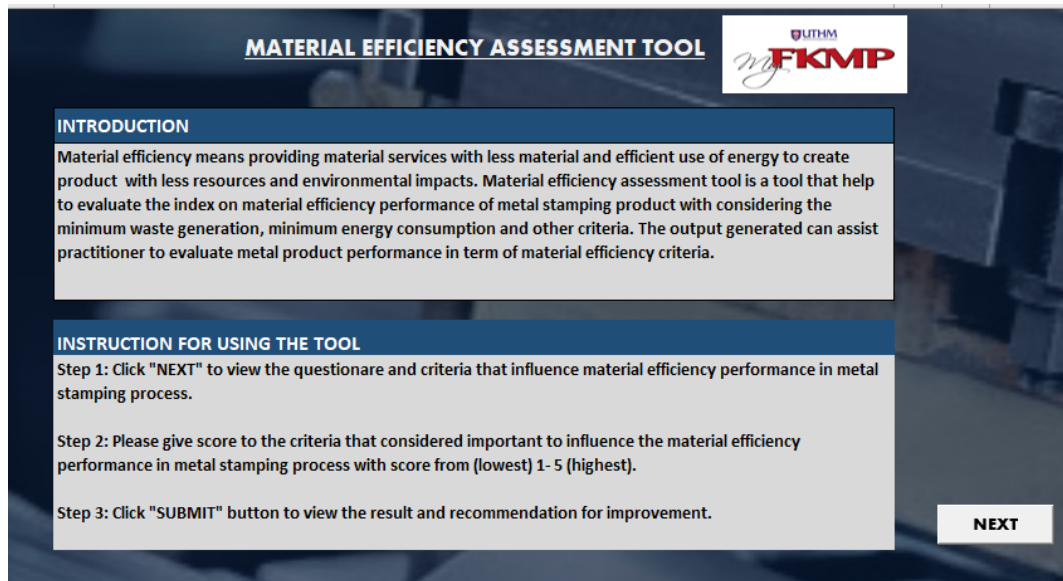 MATERIAL EFFICIENCY ASSESSMENT TOOL
UTHM
myFKMP
INTRODUCTION
Material efficiency means providing material services with less material and efficient use of energy to create
product with less resources and environmental impacts. Material efficiency assessment tool is a tool that help
to evaluate the index on material efficiency performance of metal stamping product with considering the
minimum waste generation, minimum energy consumption and other criteria. The output generated can assist
practitioner to evaluate metal product performance in term of material efficiency criteria.
INSTRUCTION FOR USING THE TOOL
Step 1: Click "NEXT" to view the questionare and criteria that influence material efficiency performance in metal
stamping process.
Step 2: Please give score to the criteria that considered important to influence the material efficiency
performance in metal stamping process with score from (lowest) 1- 5 (highest).
Step 3: Click "SUBMIT" button to view the result and recommendation for improvement.
NEXT